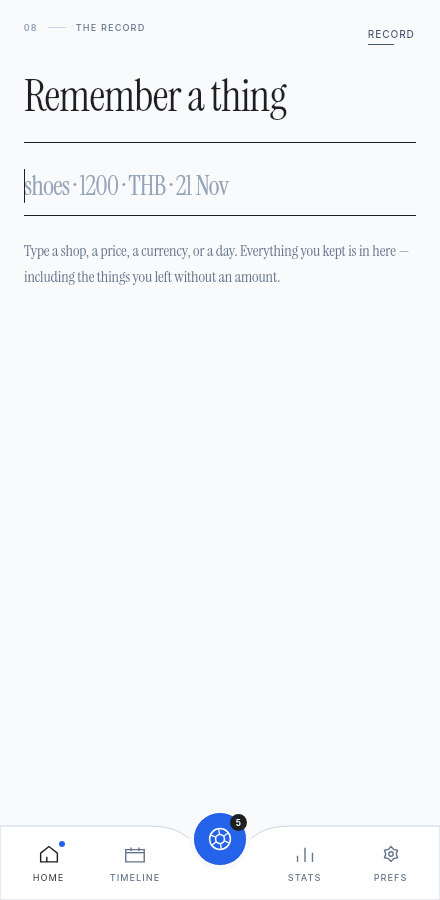 08 THE RECORD
RECORD
Remember a thing
shoes · 1200 · THB · 21 Nov
Type a shop, a price, a currency, or a day. Everything you kept is in here —
including the things you left without an amount.
5
HOME
TIMELINE
STATS
PREFS